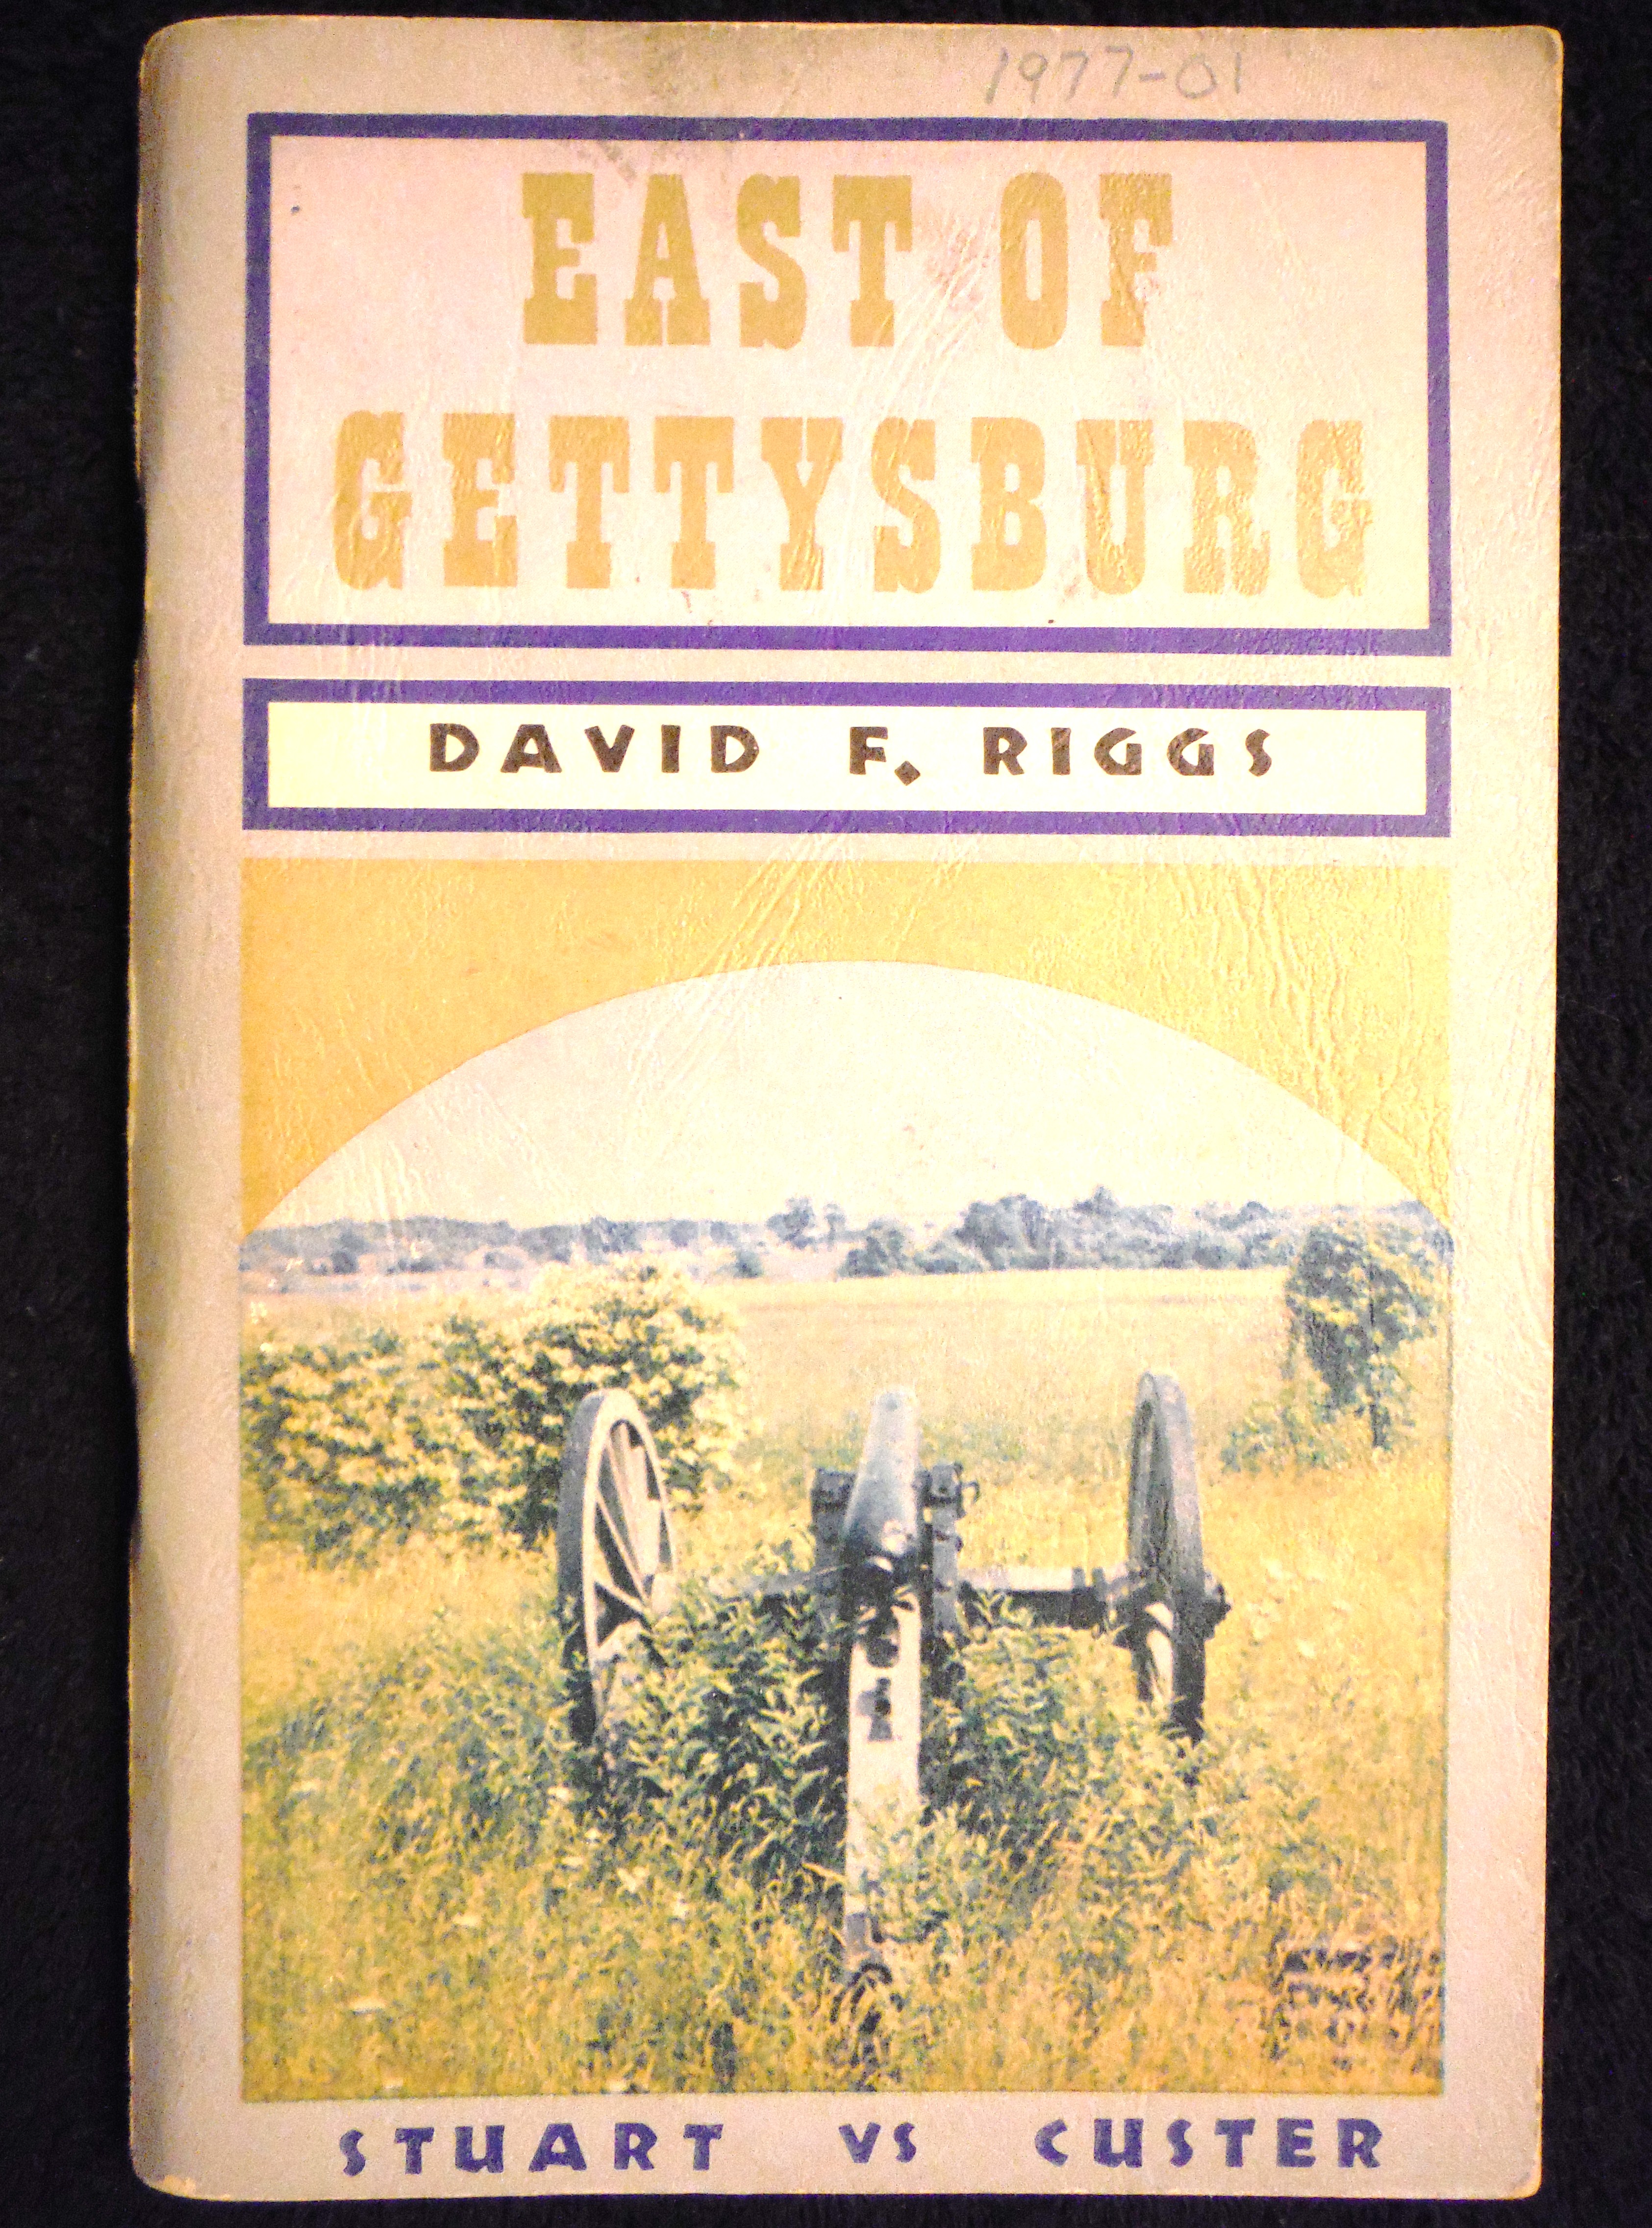 1977-01
EAST OF
GETTYSBURG
DAVID F. RIGGS
STUART VS CUSTER